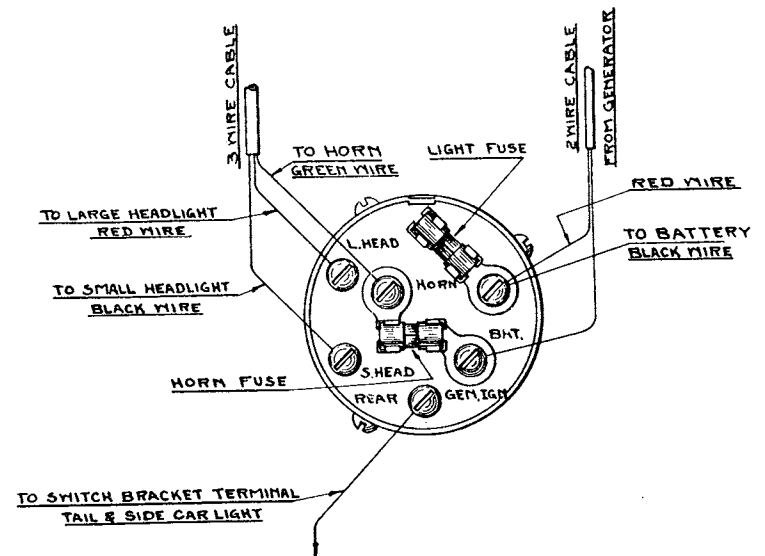 3 WIRE CABLE
2 WIRE CABLE
FROM GENERATOR
TO HORN
GREEN WIRE
LIGHT FUSE
RED WIRE
TO LARGE HEADLIGHT
RED WIRE
TO BATTERY
BLACK WIRE
L. HEAD
HORN
TO SMALL HEADLIGHT
BLACK WIRE
BAT.
HORN FUSE
S. HEAD
REAR
GEN. IGN
TO SWITCH BRACKET TERMINAL
TAIL & SIDE CAR LIGHT